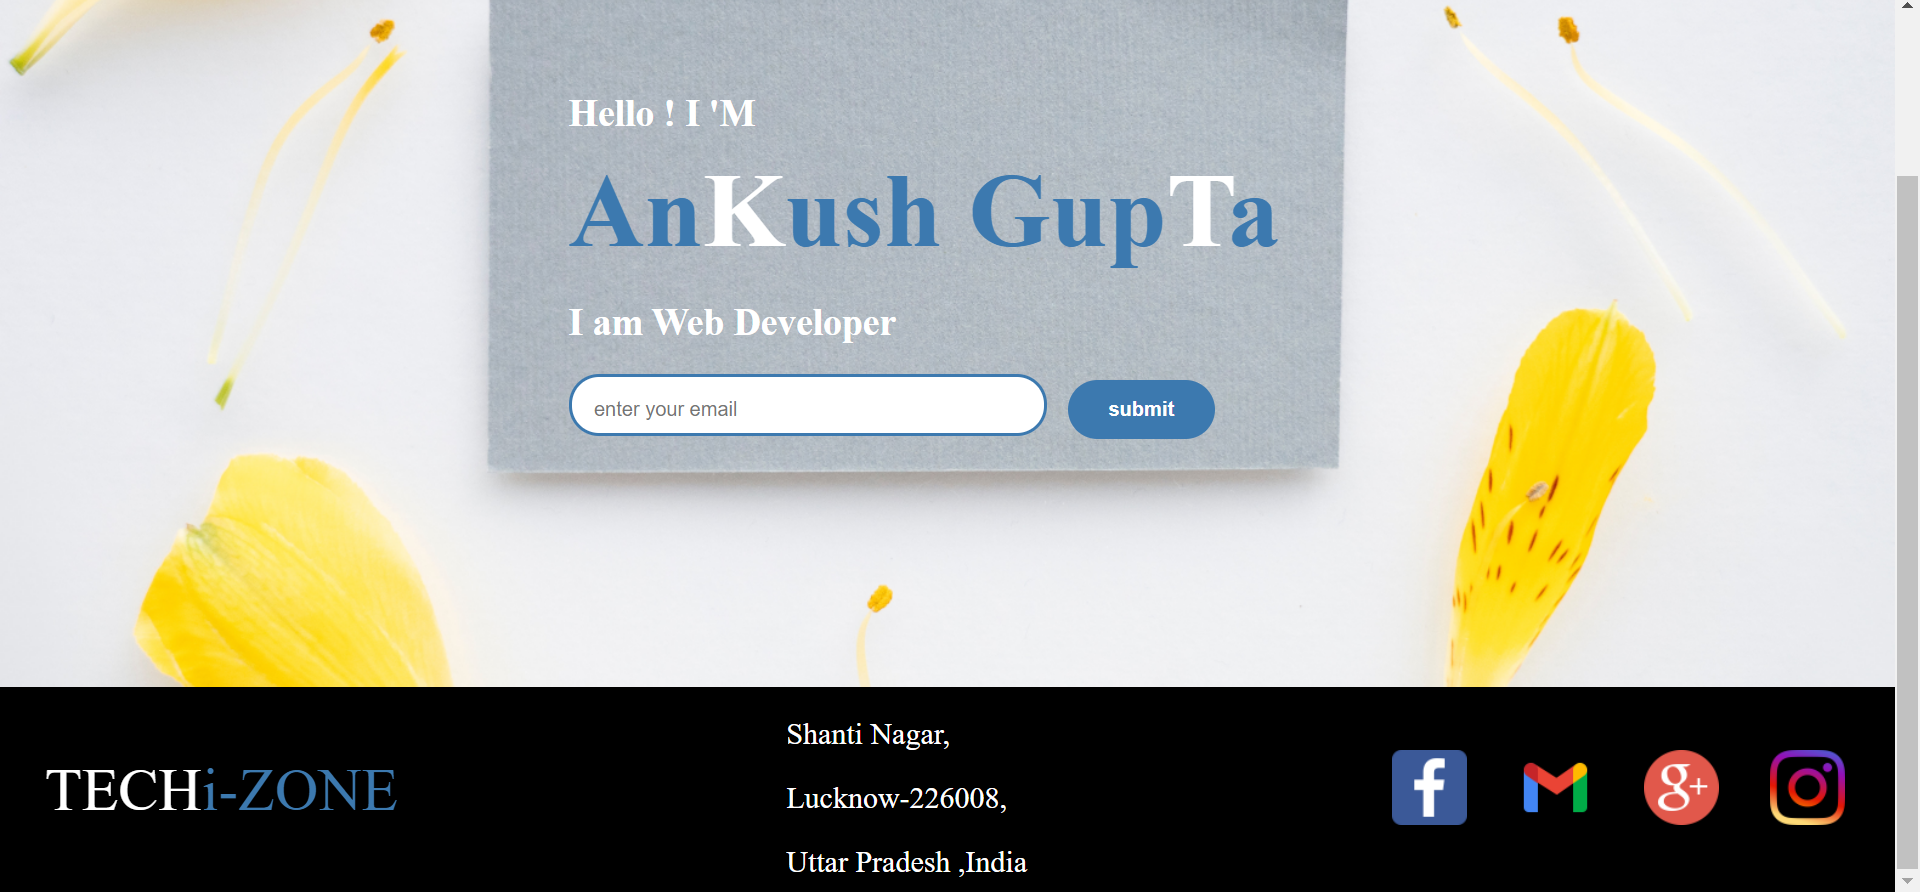 Hello ! I 'M
AnKush GupTa
I am Web Developer
enter your email
submit
TECHi-ZONE
Shanti Nagar,
Lucknow-226008,
Uttar Pradesh ,India
f
g+